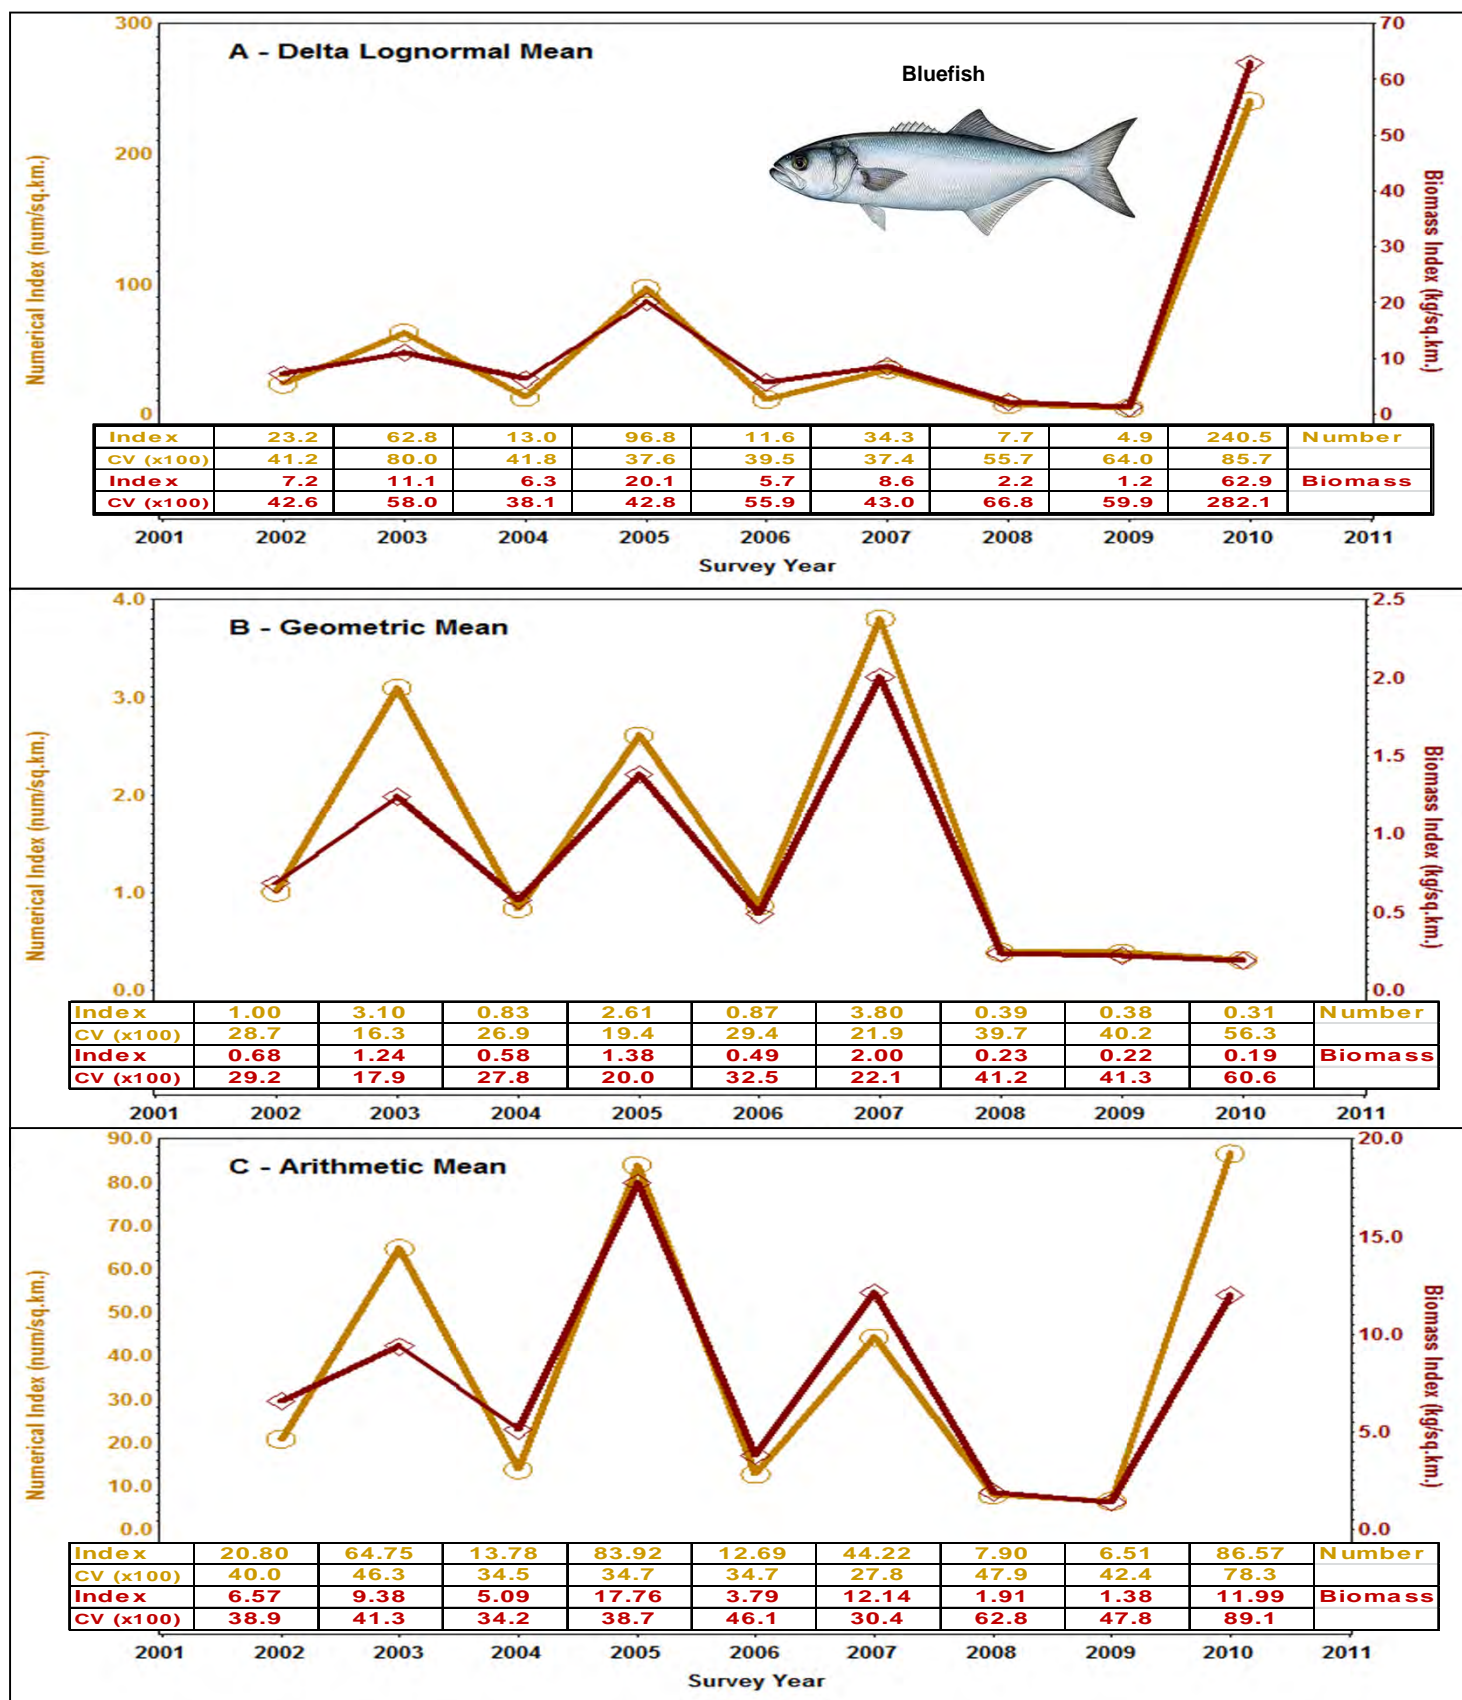 A - Delta Lognormal Mean
Bluefish
Numerical Index (num/sq.km.)
300
200
100
0
Biomass Index (kg/sq.km.)
70
60
50
40
30
20
10
0
Index 23.2 62.8 13.0 96.8 11.6 34.3 7.7 4.9 240.5 Number
CV (x100) 41.2 80.0 41.8 37.6 39.5 37.4 55.7 64.0 85.7
Index 7.2 11.1 6.3 20.1 5.7 8.6 2.2 1.2 62.9 Biomass
CV (x100) 42.6 58.0 38.1 42.8 55.9 43.0 66.8 59.9 282.1
2001 2002 2003 2004 2005 2006 2007 2008 2009 2010 2011
Survey Year
B - Geometric Mean
Numerical Index (num/sq.km.)
4.0
3.0
2.0
1.0
0.0
Biomass Index (kg/sq.km.)
2.5
2.0
1.5
1.0
0.5
0.0
Index 1.00 3.10 0.83 2.61 0.87 3.80 0.39 0.38 0.31 Number
CV (x100) 28.7 16.3 26.9 19.4 29.4 21.9 39.7 40.2 56.3
Index 0.68 1.24 0.58 1.38 0.49 2.00 0.23 0.22 0.19 Biomass
CV (x100) 29.2 17.9 27.8 20.0 32.5 22.1 41.2 41.3 60.6
2001 2002 2003 2004 2005 2006 2007 2008 2009 2010 2011
C - Arithmetic Mean
Numerical Index (num/sq.km.)
90.0
80.0
70.0
60.0
50.0
40.0
30.0
20.0
10.0
0.0
Biomass Index (kg/sq.km.)
20.0
15.0
10.0
5.0
0.0
Index 20.80 64.75 13.78 83.92 12.69 44.22 7.90 6.51 86.57 Number
CV (x100) 40.0 46.3 34.5 34.7 34.7 27.8 47.9 42.4 78.3
Index 6.57 9.38 5.09 17.76 3.79 12.14 1.91 1.38 11.99 Biomass
CV (x100) 38.9 41.3 34.2 38.7 46.1 30.4 62.8 47.8 89.1
2001 2002 2003 2004 2005 2006 2007 2008 2009 2010 2011
Survey Year